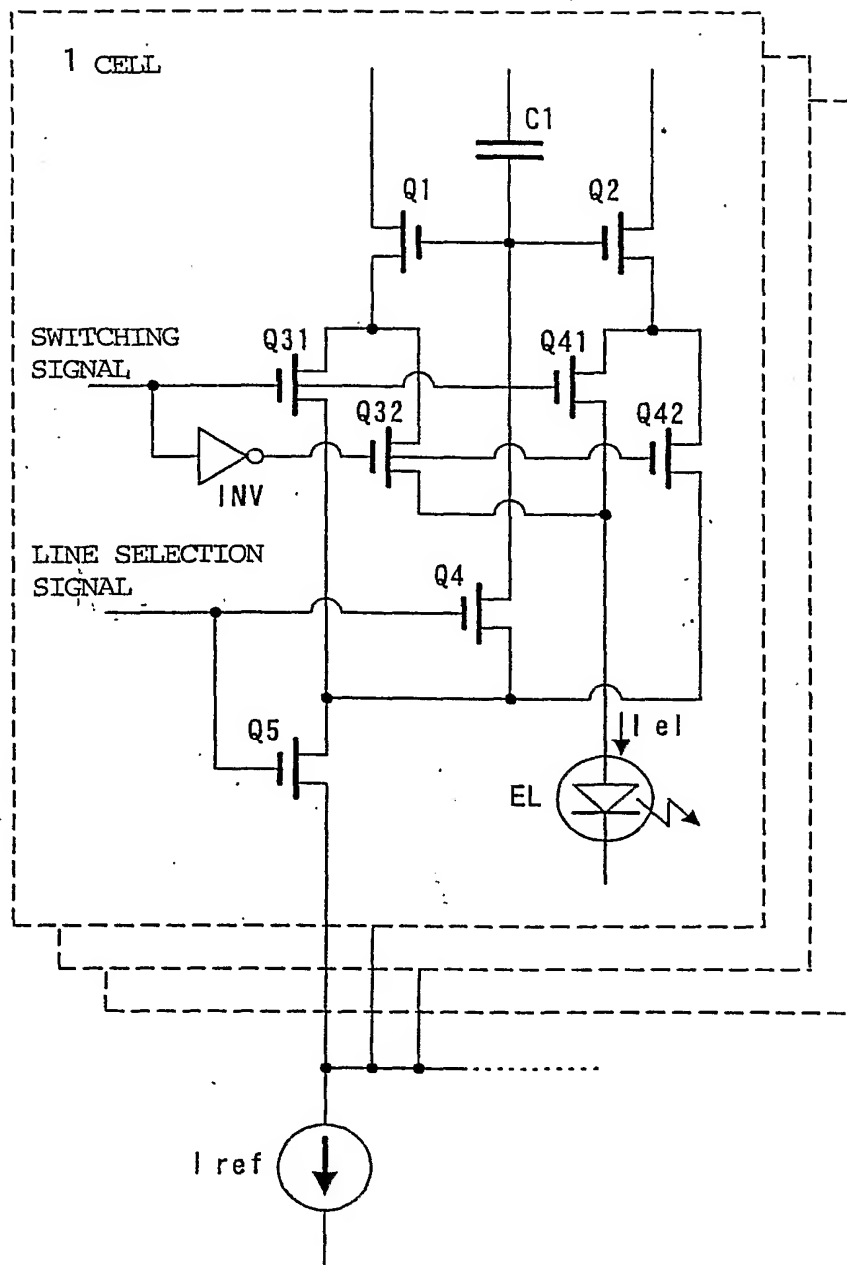 1 CELL
C1
Q1
Q2
SWITCHING
SIGNAL
Q31
Q41
Q32
Q42
INV
LINE SELECTION
SIGNAL
Q4
Q5
I el
EL
I ref